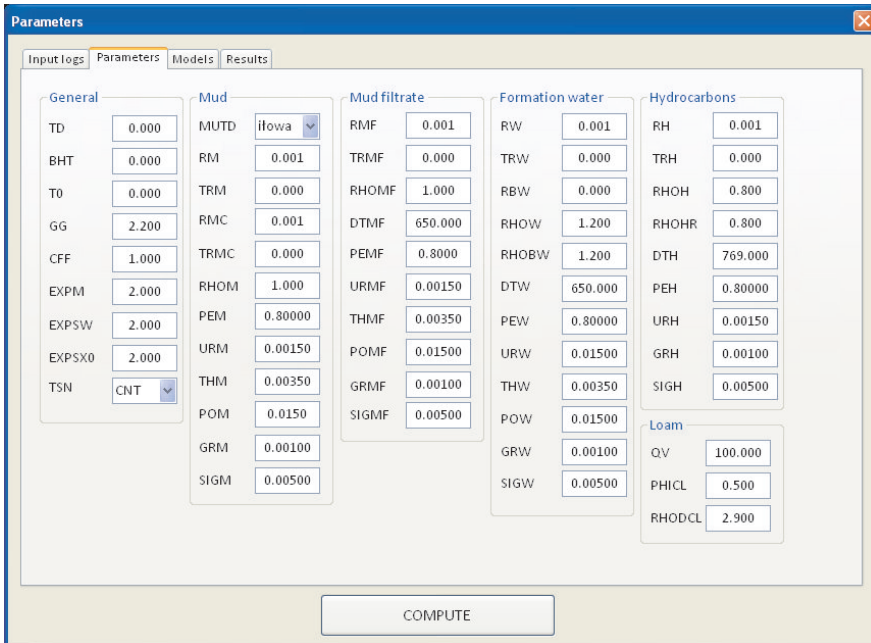 Parameters
Input logs Parameters Models Results
General
TD 0.000
BHT 0.000
T0 0.000
GG 2.200
CFF 1.000
EXPM 2.000
EXPSW 2.000
EXPSX0 2.000
TSN CNT
Mud
MUTD iłowa
RM 0.001
TRM 0.000
RMC 0.001
TRMC 0.000
RHOM 1.000
PEM 0.80000
URM 0.00150
THM 0.00350
POM 0.0150
GRM 0.00100
SIGM 0.00500
Mud filtrate
RMF 0.001
TRMF 0.000
RHOMF 1.000
DTMF 650.000
PEMF 0.8000
URMF 0.00150
THMF 0.00350
POMF 0.01500
GRMF 0.00100
SIGMF 0.00500
Formation water
RW 0.001
TRW 0.000
RBW 0.000
RHOW 1.200
RHOBW 1.200
DTW 650.000
PEW 0.80000
URW 0.01500
THW 0.00350
POW 0.01500
GRW 0.00100
SIGW 0.00500
Hydrocarbons
RH 0.001
TRH 0.000
RHOH 0.800
RHOHR 0.800
DTH 769.000
PEH 0.80000
URH 0.00150
GRH 0.00100
SIGH 0.00500
Loam
QV 100.000
PHICL 0.500
RHODCL 2.900
COMPUTE